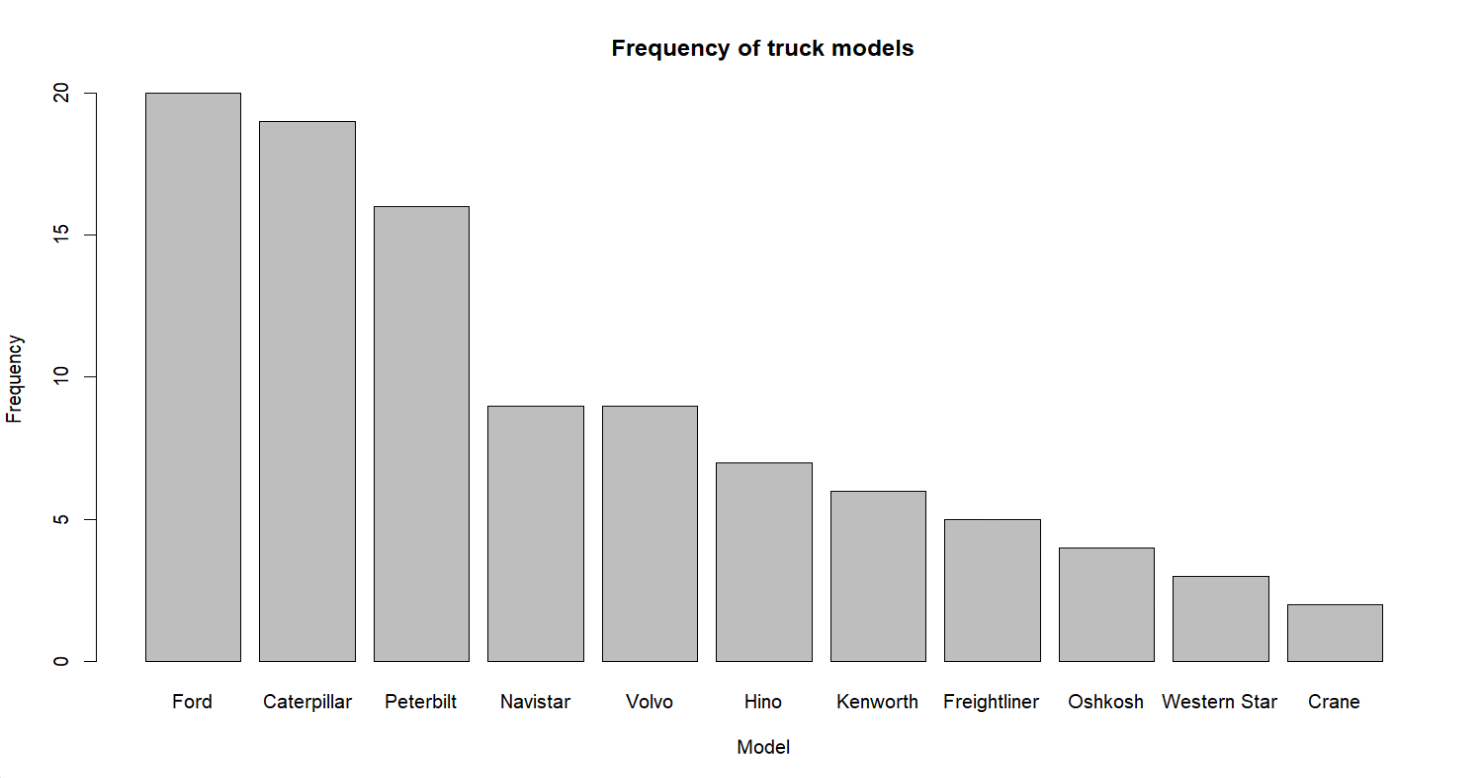 Frequency of truck models
20
15
10
5
0
Frequency
Ford Caterpillar Peterbilt Navistar Volvo Hino Kenworth Freightliner Oshkosh Western Star Crane
Model